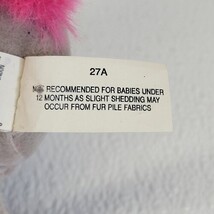 27A
RECOMMENDED FOR BABIES UNDER
12 MONTHS AS SLIGHT SHEDDING MAY
OCCUR FROM FUR PILE FABRICS